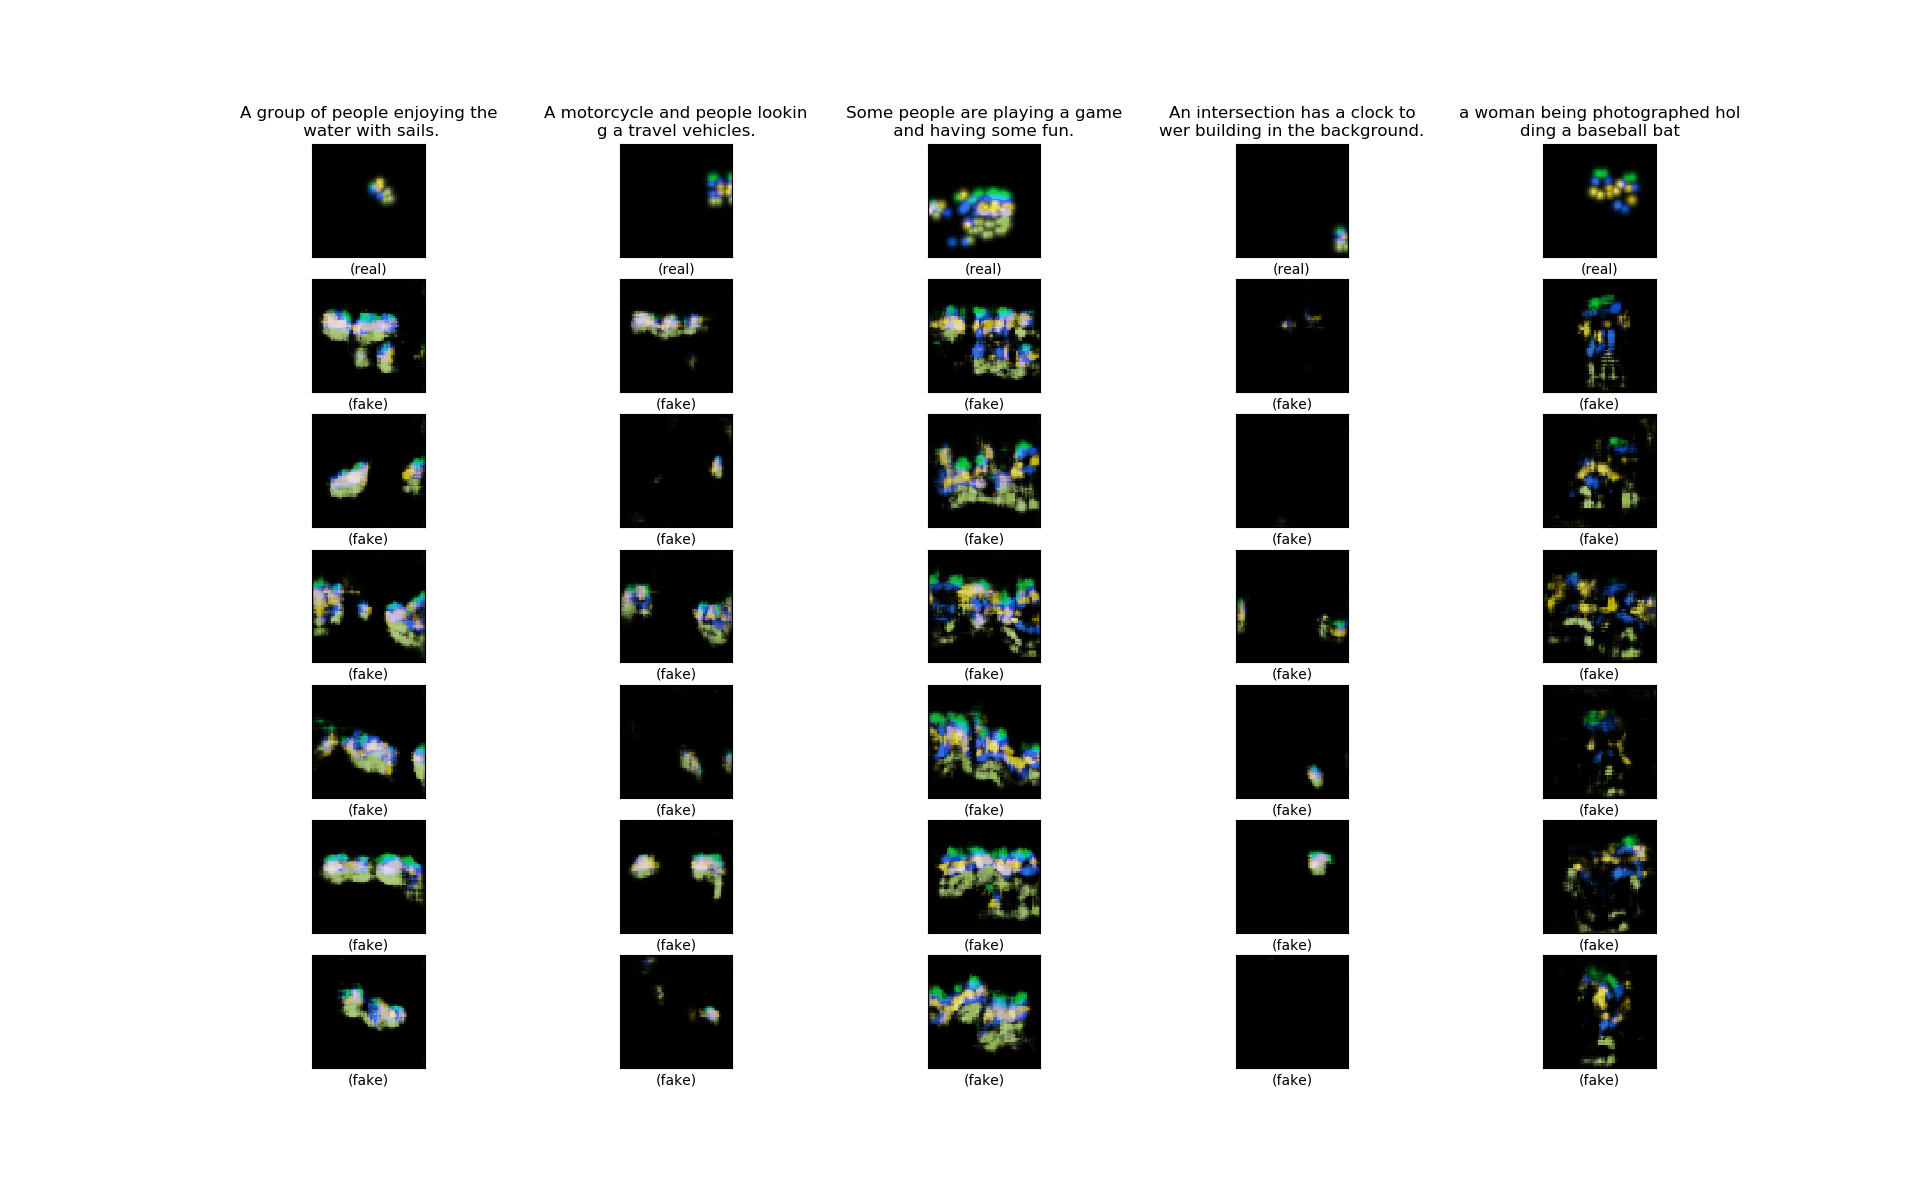 A group of people enjoying the
water with sails.
A motorcycle and people lookin
g a travel vehicles.
Some people are playing a game
and having some fun.
An intersection has a clock to
wer building in the background.
a woman being photographed hol
ding a baseball bat
(real) (real) (real) (real) (real)
(fake) (fake) (fake) (fake) (fake)
(fake) (fake) (fake) (fake) (fake)
(fake) (fake) (fake) (fake) (fake)
(fake) (fake) (fake) (fake) (fake)
(fake) (fake) (fake) (fake) (fake)
(fake) (fake) (fake) (fake) (fake)